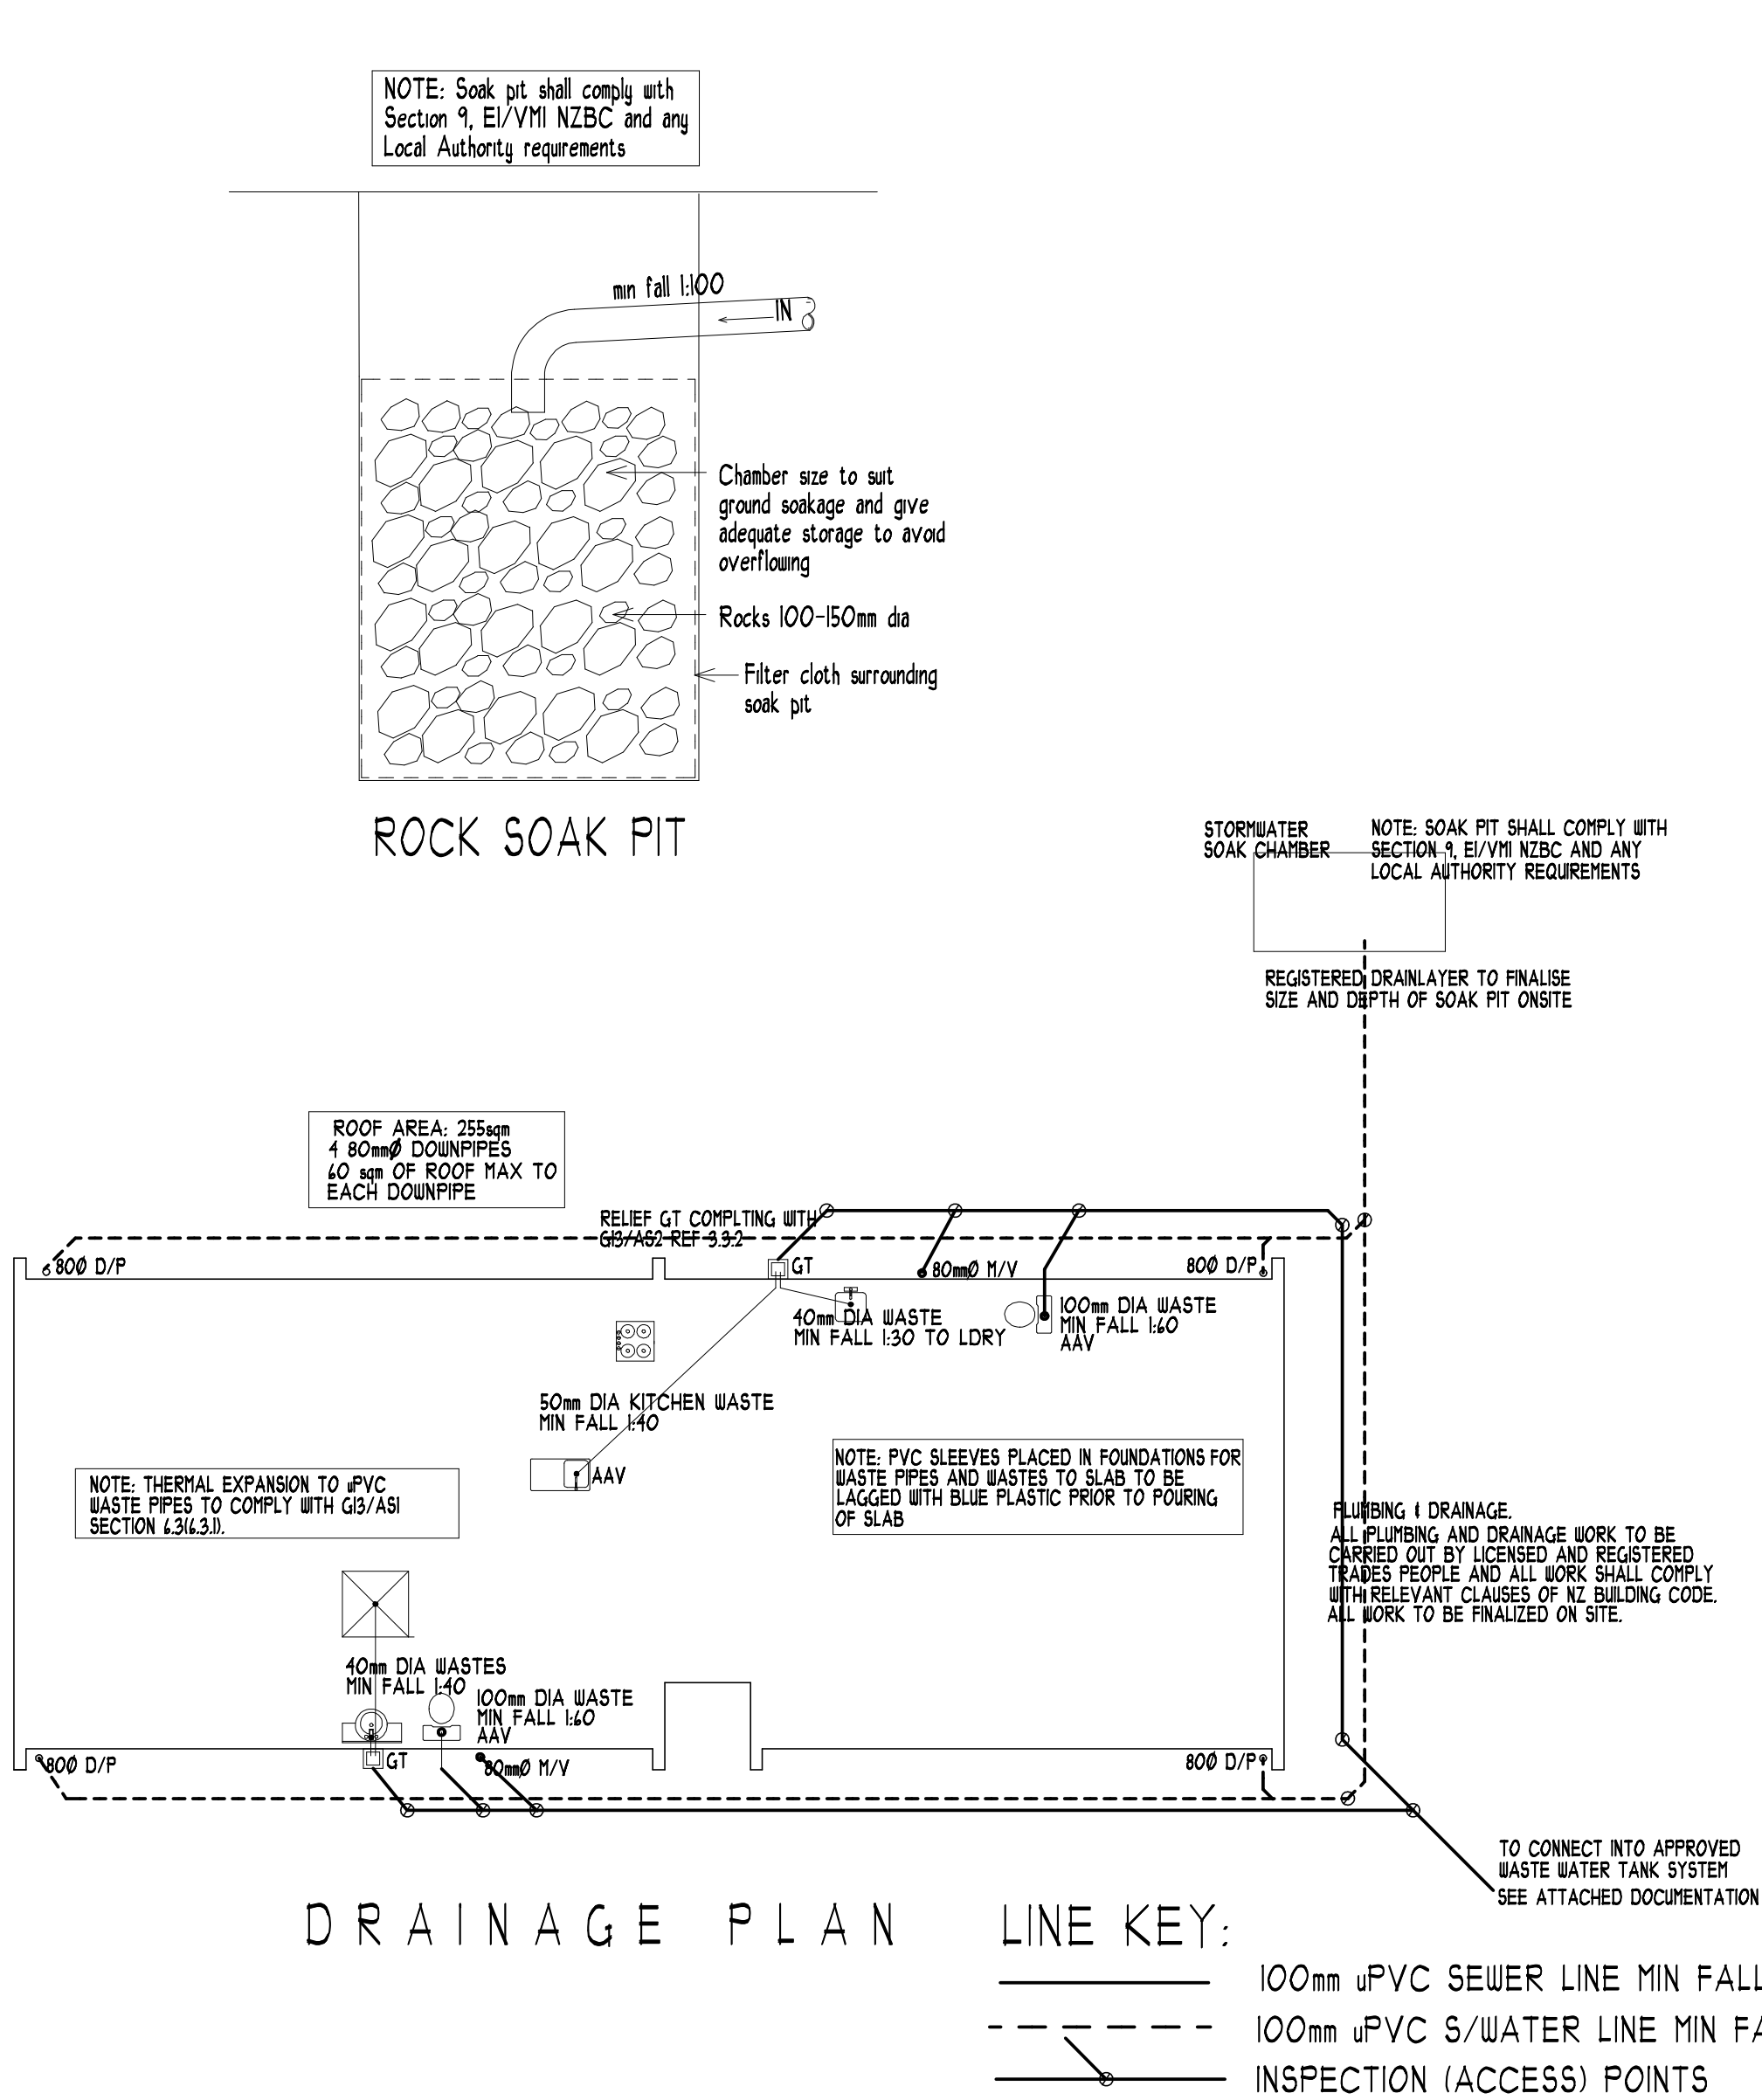 NOTE: Soak pit shall comply with
Section 9, E1/VM1 NZBC and any
Local Authority requirements
min fall 1:100
IN
Chamber size to suit
ground soakage and give
adequate storage to avoid
overflowing
Rocks 100-150mm dia
Filter cloth surrounding
soak pit
ROCK SOAK PIT
STORMWATER
SOAK CHAMBER
NOTE: SOAK PIT SHALL COMPLY WITH
SECTION 9, E1/VM1 NZBC AND ANY
LOCAL AUTHORITY REQUIREMENTS
REGISTERED DRAINLAYER TO FINALISE
SIZE AND DEPTH OF SOAK PIT ONSITE
ROOF AREA: 255sqm
4 80mmØ DOWNPIPES
60 sqm OF ROOF MAX TO
EACH DOWNPIPE
RELIEF GT COMPLTING WITH
G13/AS2 REF 3.3.2
80Ø D/P
GT
80mmØ M/V
80Ø D/P
40mm DIA WASTE
MIN FALL 1:30 TO LDRY
100mm DIA WASTE
MIN FALL 1:60
AAV
50mm DIA KITCHEN WASTE
MIN FALL 1:40
AAV
NOTE: PVC SLEEVES PLACED IN FOUNDATIONS FOR
WASTE PIPES AND WASTES TO SLAB TO BE
LAGGED WITH BLUE PLASTIC PRIOR TO POURING
OF SLAB
NOTE: THERMAL EXPANSION TO uPVC
WASTE PIPES TO COMPLY WITH G13/AS1
SECTION 6.3(6.3.1).
PLUMBING & DRAINAGE.
ALL PLUMBING AND DRAINAGE WORK TO BE
CARRIED OUT BY LICENSED AND REGISTERED
TRADES PEOPLE AND ALL WORK SHALL COMPLY
WITH RELEVANT CLAUSES OF NZ BUILDING CODE.
ALL WORK TO BE FINALIZED ON SITE.
40mm DIA WASTES
MIN FALL 1:40
100mm DIA WASTE
MIN FALL 1:60
AAV
80Ø D/P
GT
80mmØ M/V
80Ø D/P
TO CONNECT INTO APPROVED
WASTE WATER TANK SYSTEM
SEE ATTACHED DOCUMENTATION
DRAINAGE PLAN
LINE KEY:
100mm uPVC SEWER LINE MIN FALL
100mm uPVC S/WATER LINE MIN FA
INSPECTION (ACCESS) POINTS